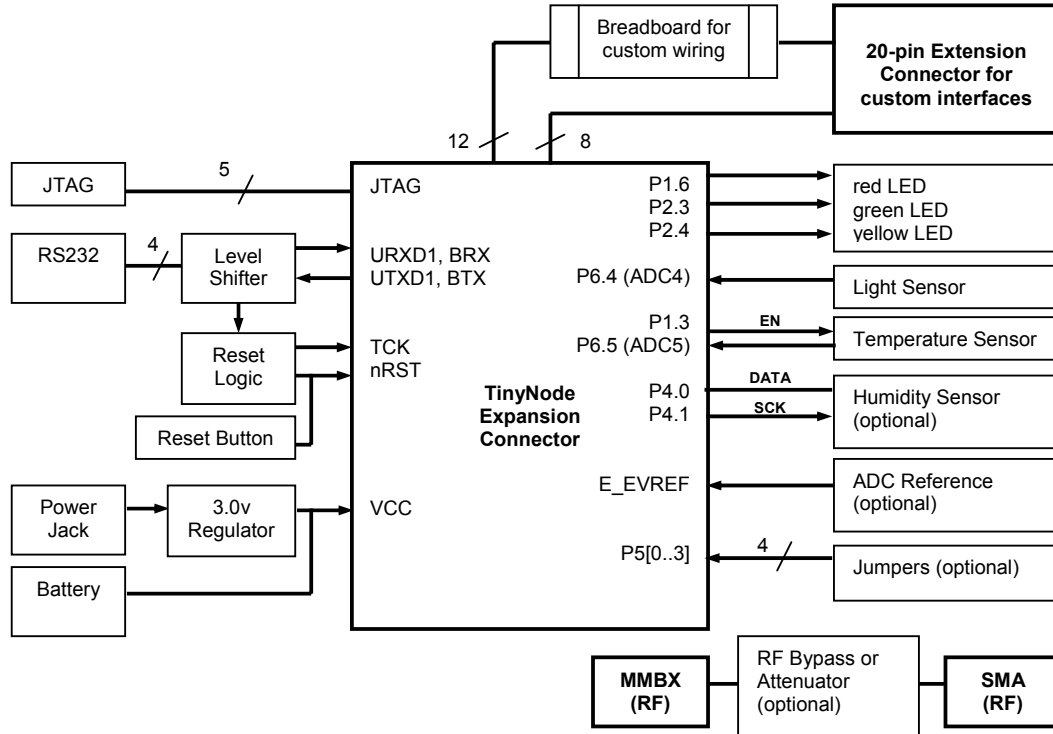 Breadboard for
custom wiring
20-pin Extension
Connector for
custom interfaces
12
8
JTAG
5
JTAG
RS232
4
Level
Shifter
URXD1, BRX
UTXD1, BTX
Reset
Logic
TCK
nRST
Reset Button
Power
Jack
3.0v
Regulator
VCC
Battery
TinyNode
Expansion
Connector
P1.6
P2.3
P2.4
red LED
green LED
yellow LED
P6.4 (ADC4)
Light Sensor
P1.3
P6.5 (ADC5)
EN
Temperature Sensor
P4.0
P4.1
DATA
SCK
Humidity Sensor
(optional)
E_EVREF
ADC Reference
(optional)
P5[0..3]
4
Jumpers (optional)
MMBX
(RF)
RF Bypass or
Attenuator
(optional)
SMA
(RF)